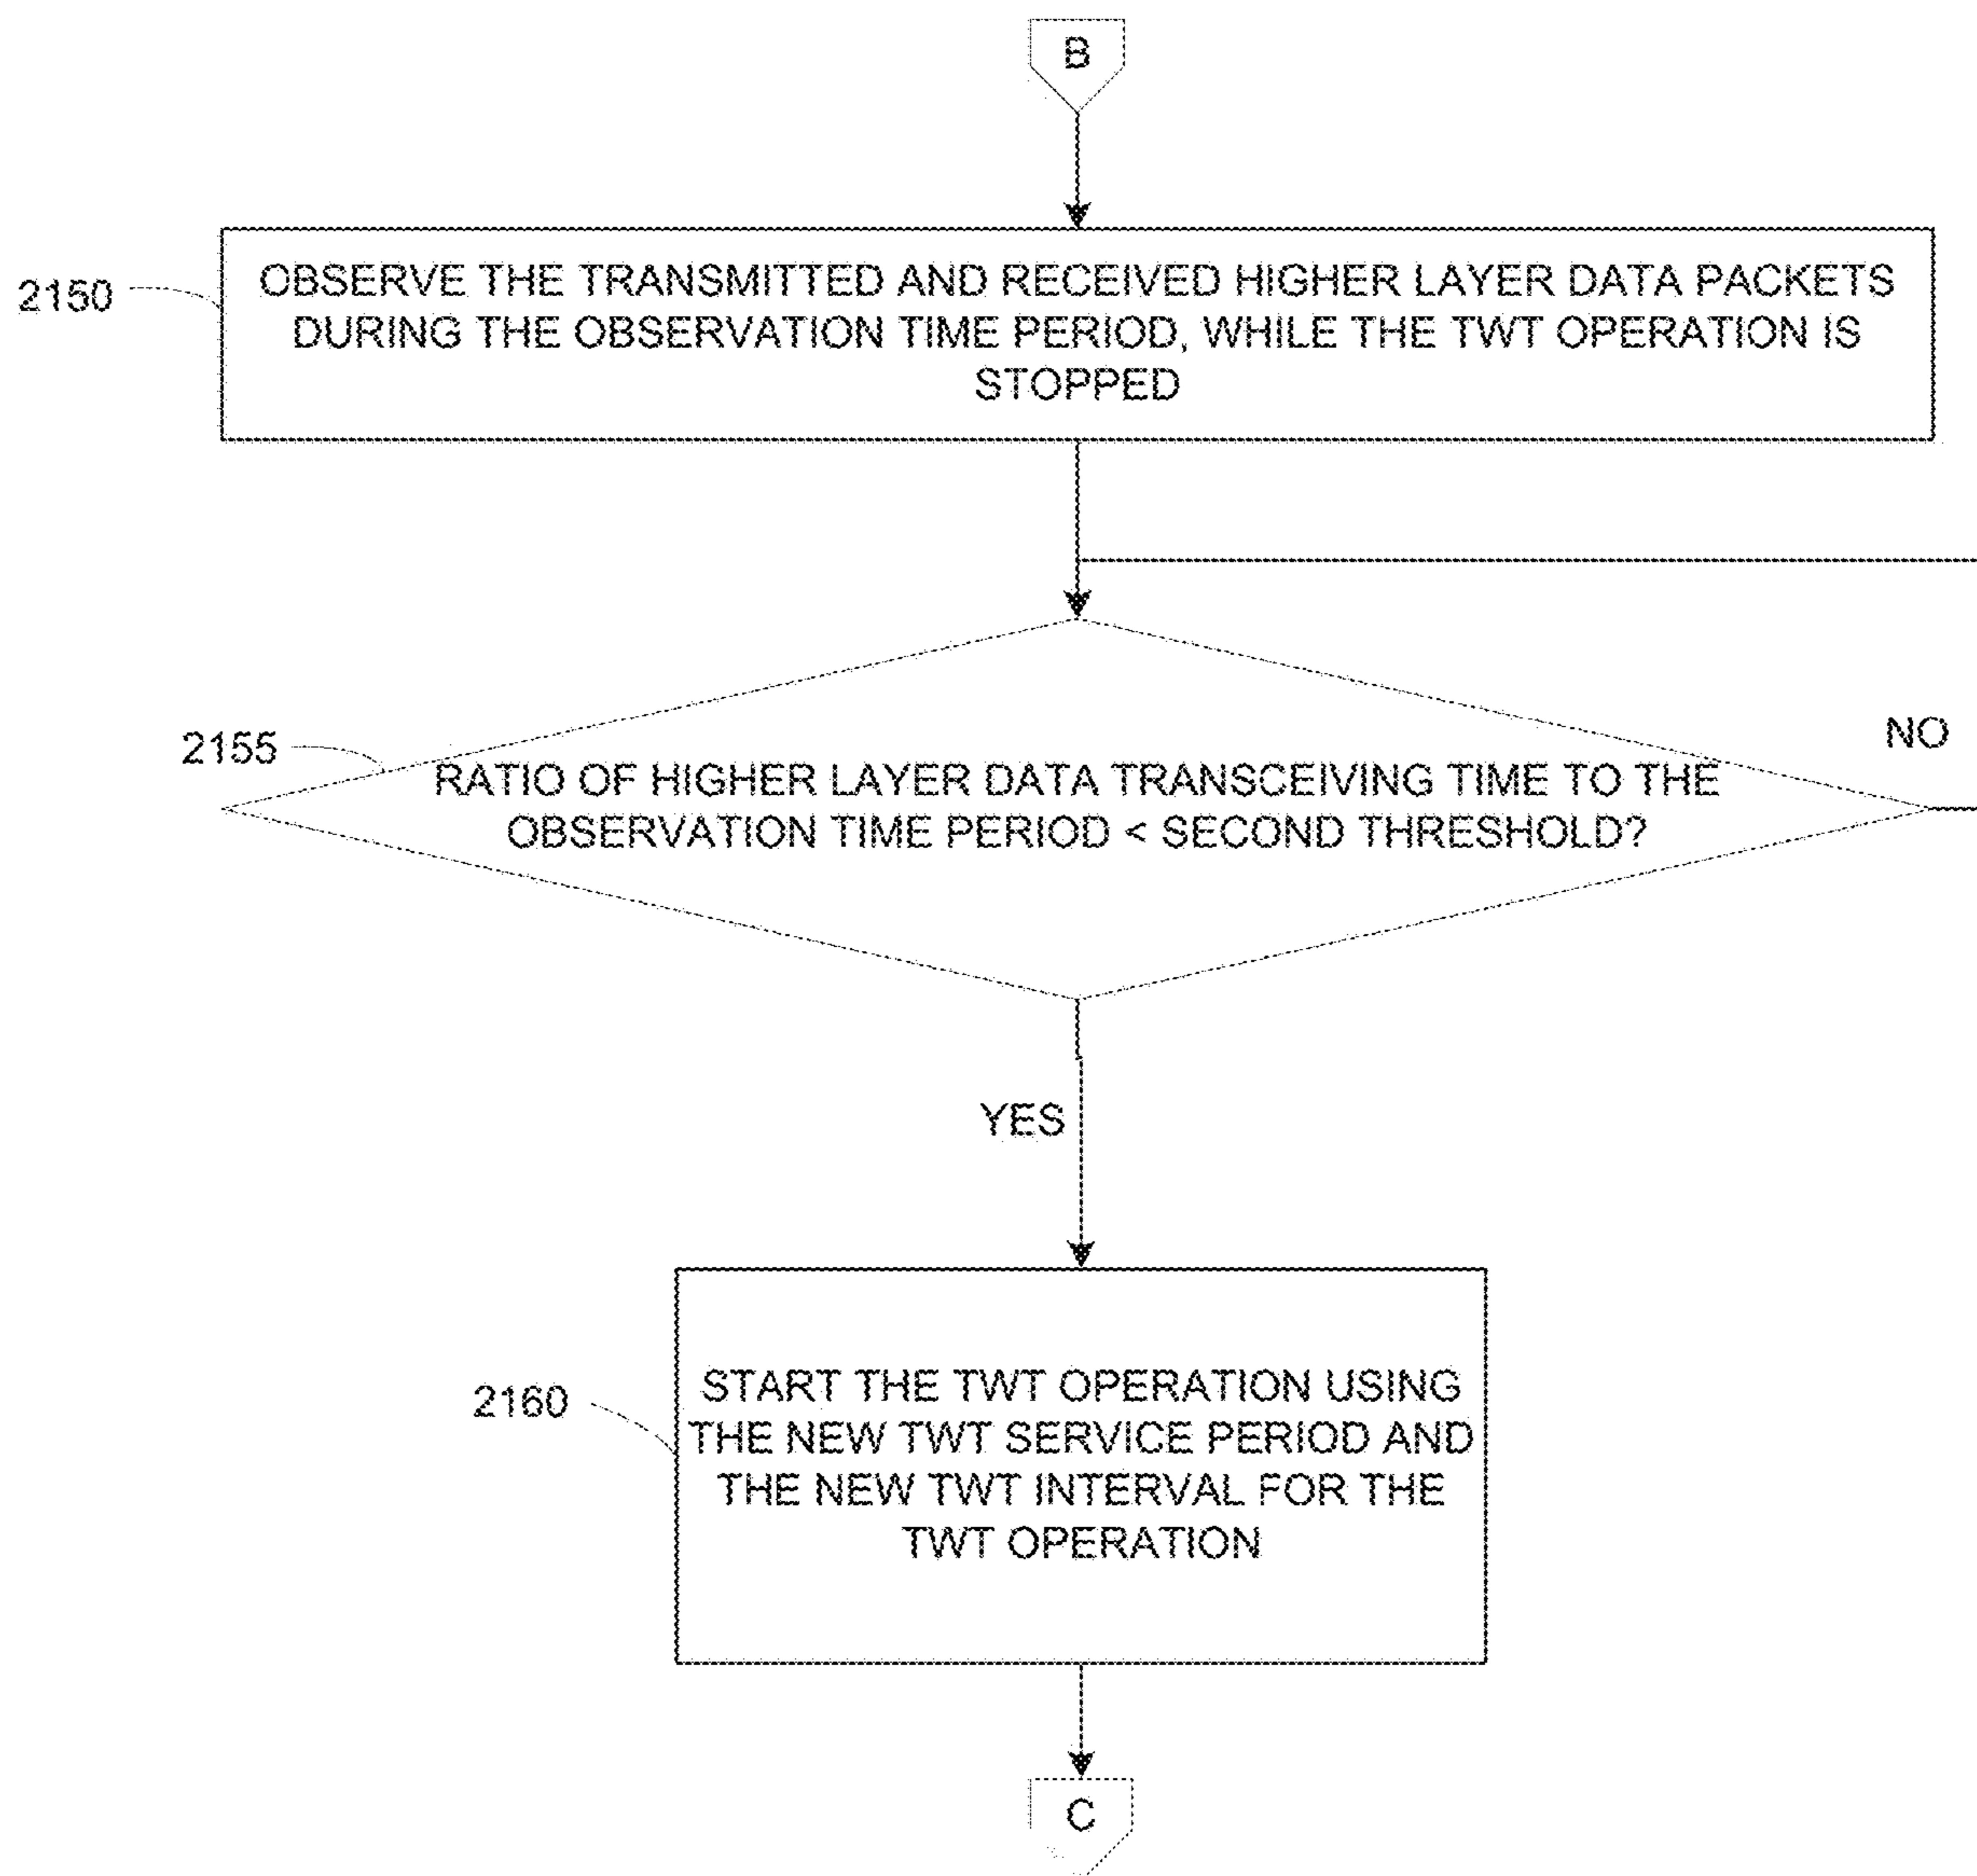 B
2150
OBSERVE THE TRANSMITTED AND RECEIVED HIGHER LAYER DATA PACKETS
DURING THE OBSERVATION TIME PERIOD, WHILE THE TWT OPERATION IS
STOPPED
NO
2155
RATIO OF HIGHER LAYER DATA TRANSCEIVING TIME TO THE
OBSERVATION TIME PERIOD < SECOND THRESHOLD?
YES
2160
START THE TWT OPERATION USING
THE NEW TWT SERVICE PERIOD AND
THE NEW TWT INTERVAL FOR THE
TWT OPERATION
C